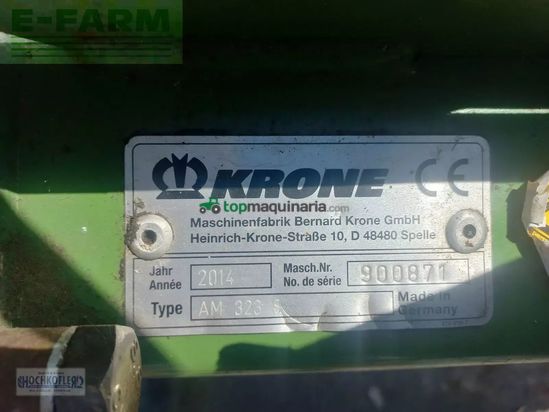 E-FARM
KRONE CE
topmaquinaria.com
Maschinenfabrik Bernard Krone GmbH
Heinrich-Krone-Straße 10, D 48480 Spelle
Jahr 2014 Masch.Nr. 900871
Année No. de série
Type AM 323 S Made in
Germany
HOCHKOFLER